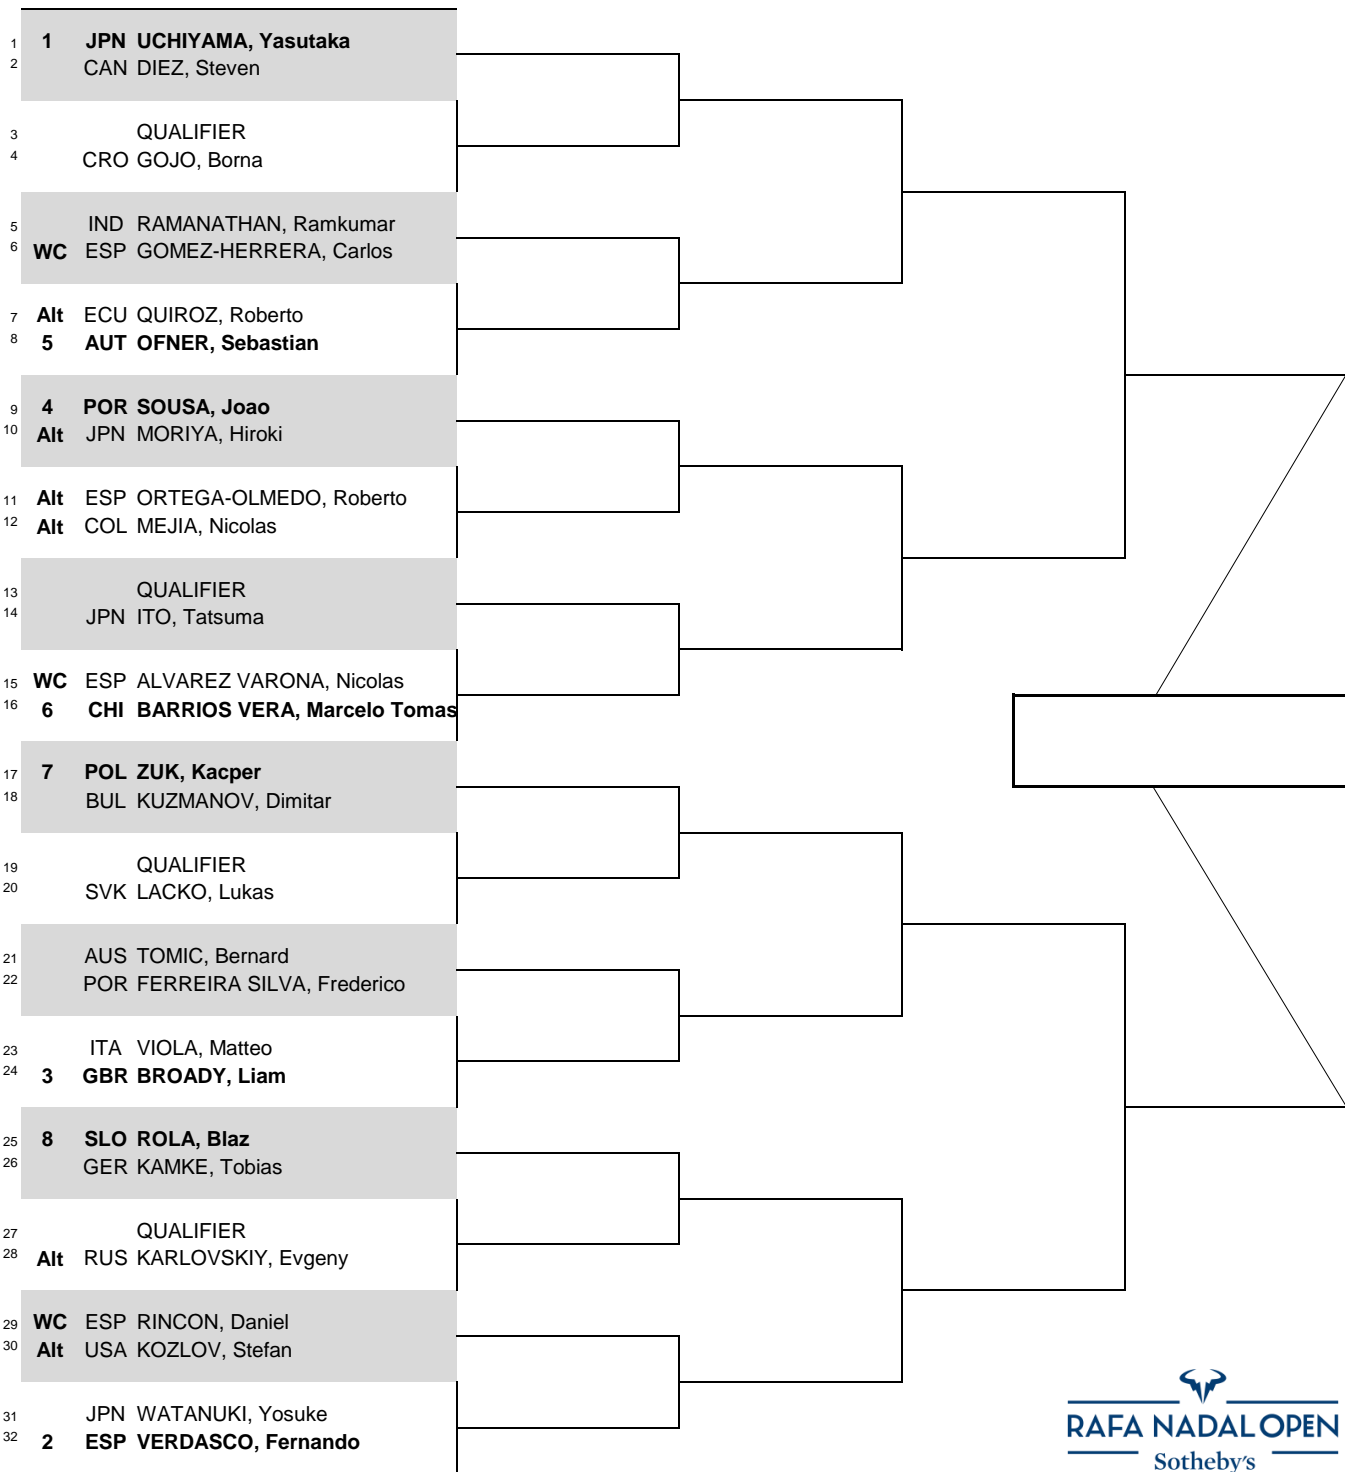 1 1 JPN UCHIYAMA, Yasutaka
2 CAN DIEZ, Steven
3 QUALIFIER
4 CRO GOJO, Borna
5 IND RAMANATHAN, Ramkumar
6 WC ESP GOMEZ-HERRERA, Carlos
7 Alt ECU QUIROZ, Roberto
8 5 AUT OFNER, Sebastian
9 4 POR SOUSA, Joao
10 Alt JPN MORIYA, Hiroki
11 Alt ESP ORTEGA-OLMEDO, Roberto
12 Alt COL MEJIA, Nicolas
13 QUALIFIER
14 JPN ITO, Tatsuma
15 WC ESP ALVAREZ VARONA, Nicolas
16 6 CHI BARRIOS VERA, Marcelo Tomas
17 7 POL ZUK, Kacper
18 BUL KUZMANOV, Dimitar
19 QUALIFIER
20 SVK LACKO, Lukas
21 AUS TOMIC, Bernard
22 POR FERREIRA SILVA, Frederico
23 ITA VIOLA, Matteo
24 3 GBR BROADY, Liam
25 8 SLO ROLA, Blaz
26 GER KAMKE, Tobias
27 QUALIFIER
28 Alt RUS KARLOVSKIY, Evgeny
29 WC ESP RINCON, Daniel
30 Alt USA KOZLOV, Stefan
31 JPN WATANUKI, Yosuke
32 2 ESP VERDASCO, Fernando
RAFA NADAL OPEN
Sotheby's